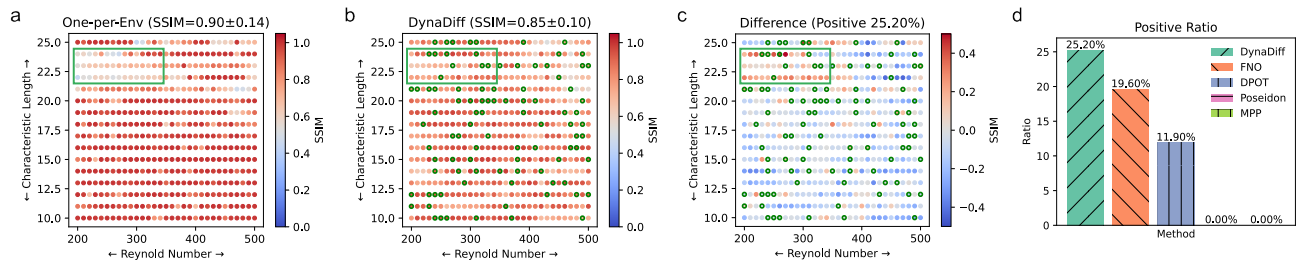 a
One-per-Env (SSIM=0.90±0.14)
← Characteristic Length →
25.0
22.5
20.0
17.5
15.0
12.5
10.0
200
300
400
500
← Reynold Number →
1.0
0.8
0.6
0.4
0.2
0.0
SSIM
b
DynaDiff (SSIM=0.85±0.10)
← Characteristic Length →
25.0
22.5
20.0
17.5
15.0
12.5
10.0
200
300
400
500
← Reynold Number →
1.0
0.8
0.6
0.4
0.2
0.0
SSIM
c
Difference (Positive 25.20%)
← Characteristic Length →
25.0
22.5
20.0
17.5
15.0
12.5
10.0
200
300
400
500
← Reynold Number →
0.4
0.2
0.0
−0.2
−0.4
SSIM
d
Positive Ratio
Ratio
25
20
15
10
5
0
25.20%
19.60%
11.90%
0.00%
0.00%
DynaDiff
FNO
DPOT
Poseidon
MPP
Method